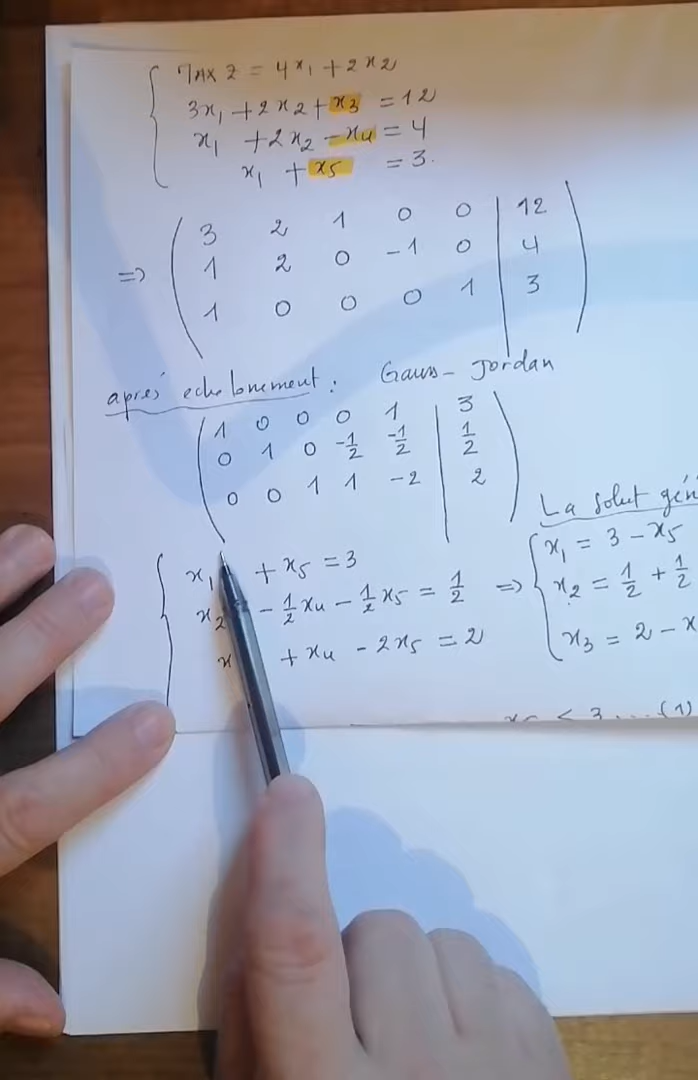 MAX Z = 4x₁ + 2x₂
3x₁ + 2x₂ + x₃ = 12
x₁ + 2x₂ - x₄ = 4
x₁ + x₅ = 3.
3 2 1 0 0 | 12
=> 1 2 0 -1 0 | 4
1 0 0 0 1 | 3
après echelonement : Gauss-Jordan
1 0 0 0 1 | 3
0 1 0 -1/2 -1/2 | 1/2
0 0 1 1 -2 | 2
La solut gén
x₁ + x₅ = 3
x₂ - 1/2 x₄ - 1/2 x₅ = 1/2
x + x₄ - 2x₅ = 2
=> x₁ = 3 - x₅
x₂ = 1/2 + 1/2
x₃ = 2 - x
x₅ < 3 .... (1)